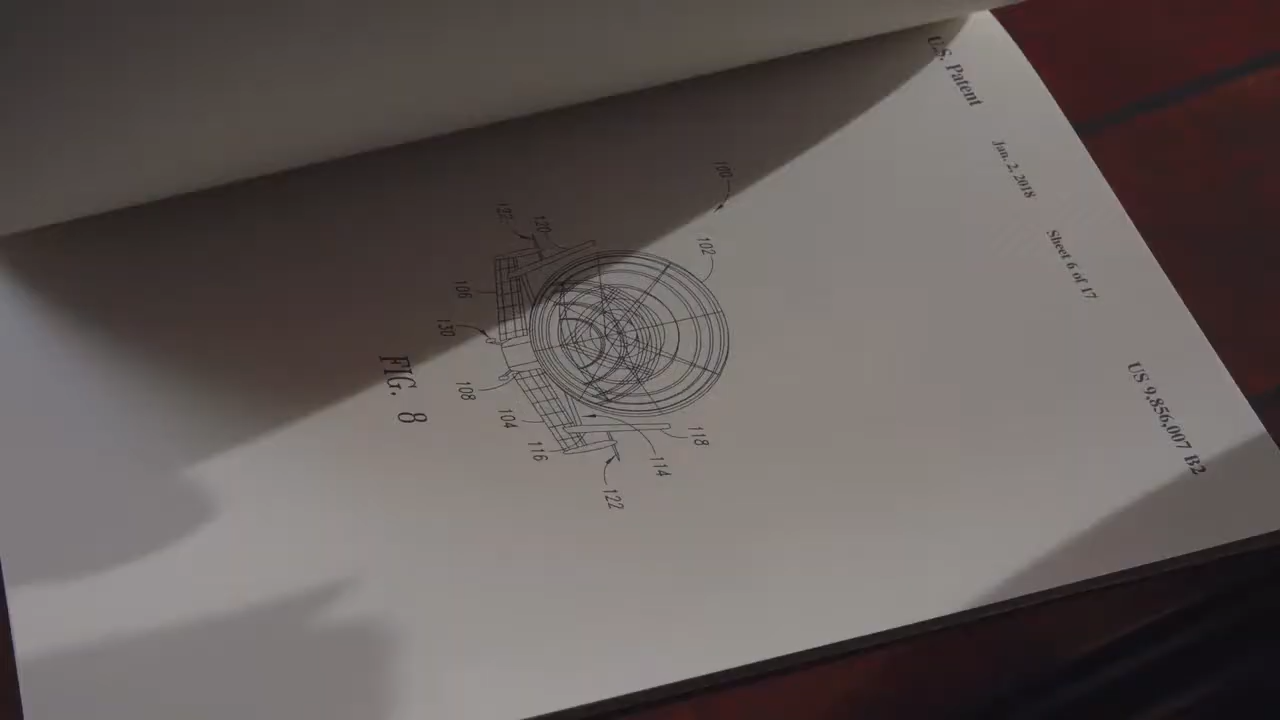 U.S. Patent
Jan. 2, 2018
Sheet 6 of 17
US 9,856,007 B2
100
102
122
120
106
130
108
104
116
118
114
122
FIG. 8